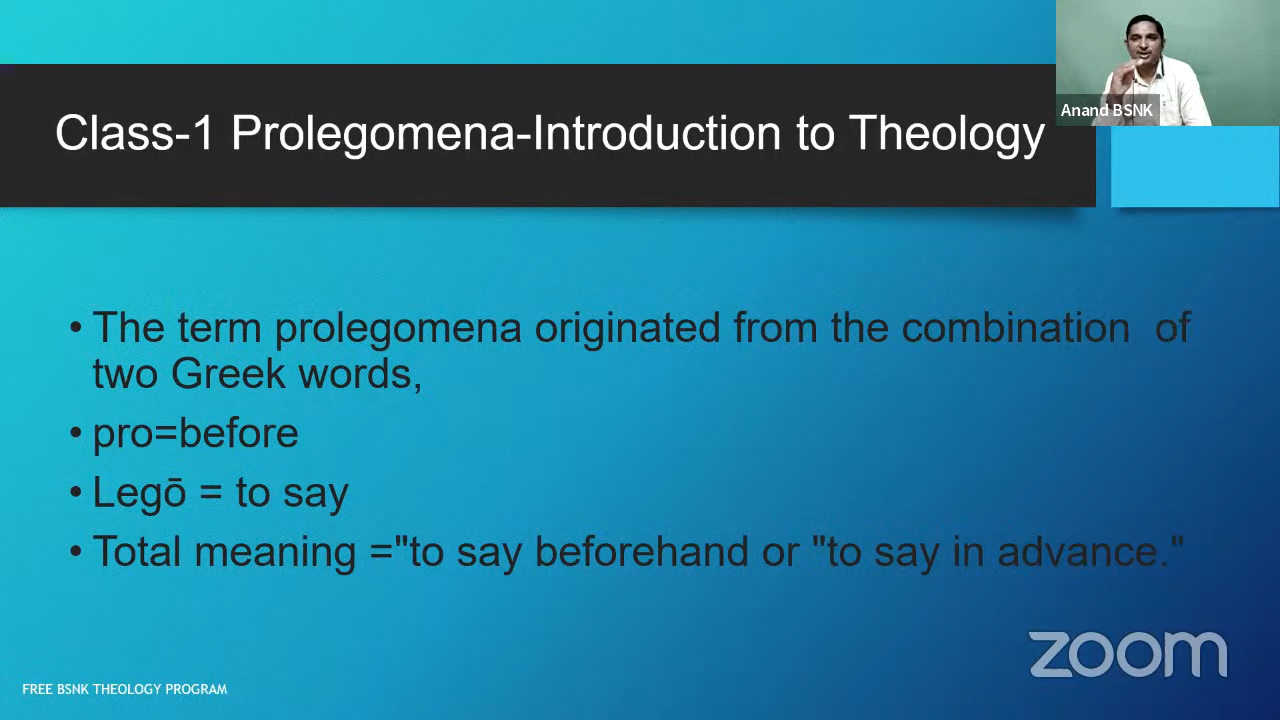 Class-1 Prolegomena-Introduction to Theology
Anand BSNK
• The term prolegomena originated from the combination  of
two Greek words,
• pro=before
• Legō = to say
• Total meaning ="to say beforehand or "to say in advance."
zoom
FREE BSNK THEOLOGY PROGRAM